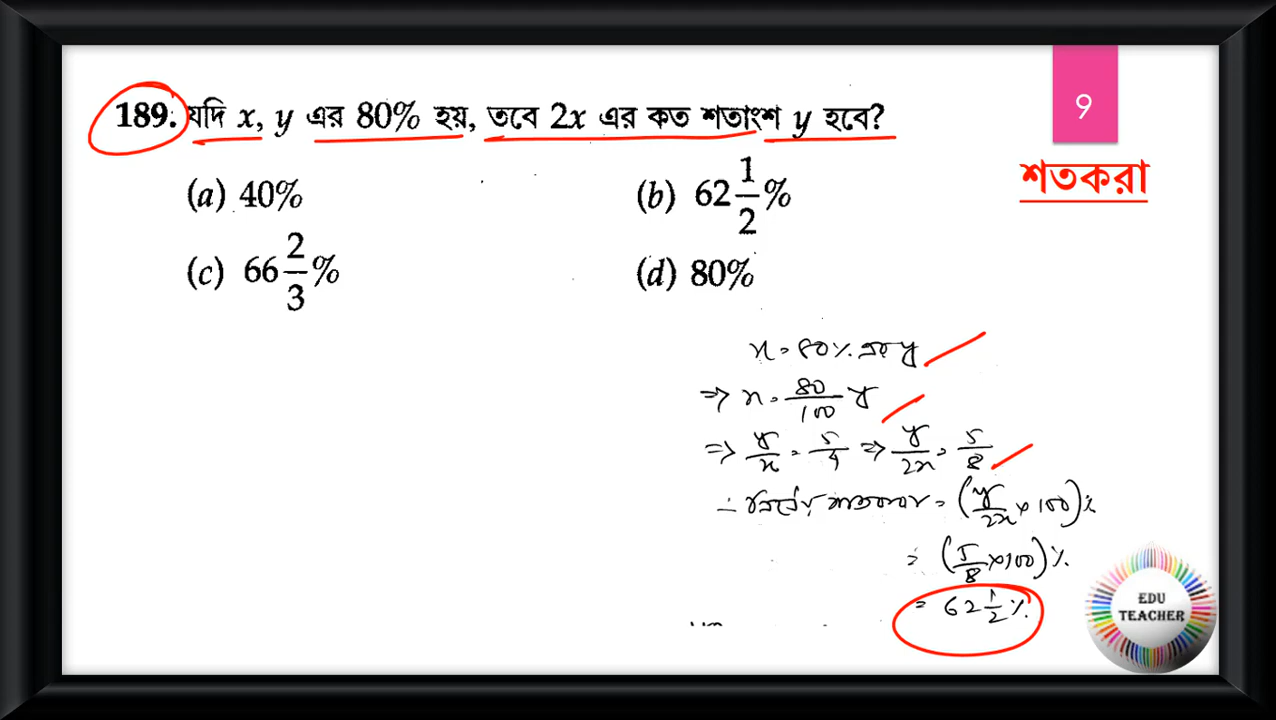 189. যদি x, y এর 80% হয়, তবে 2x এর কত শতাংশ y হবে?
9
শতকরা
(a) 40%
(b) 62 1/2 %
(c) 66 2/3 %
(d) 80%
x = 80% এর y
⇒ x = 80/100 y
⇒ y/x = 5/4 ⇒ y/2x = 5/8
∴ নির্ণেয় শতকরা = (y/2x × 100) %
= (5/8 × 100) %
= 62 1/2 %
EDU
TEACHER